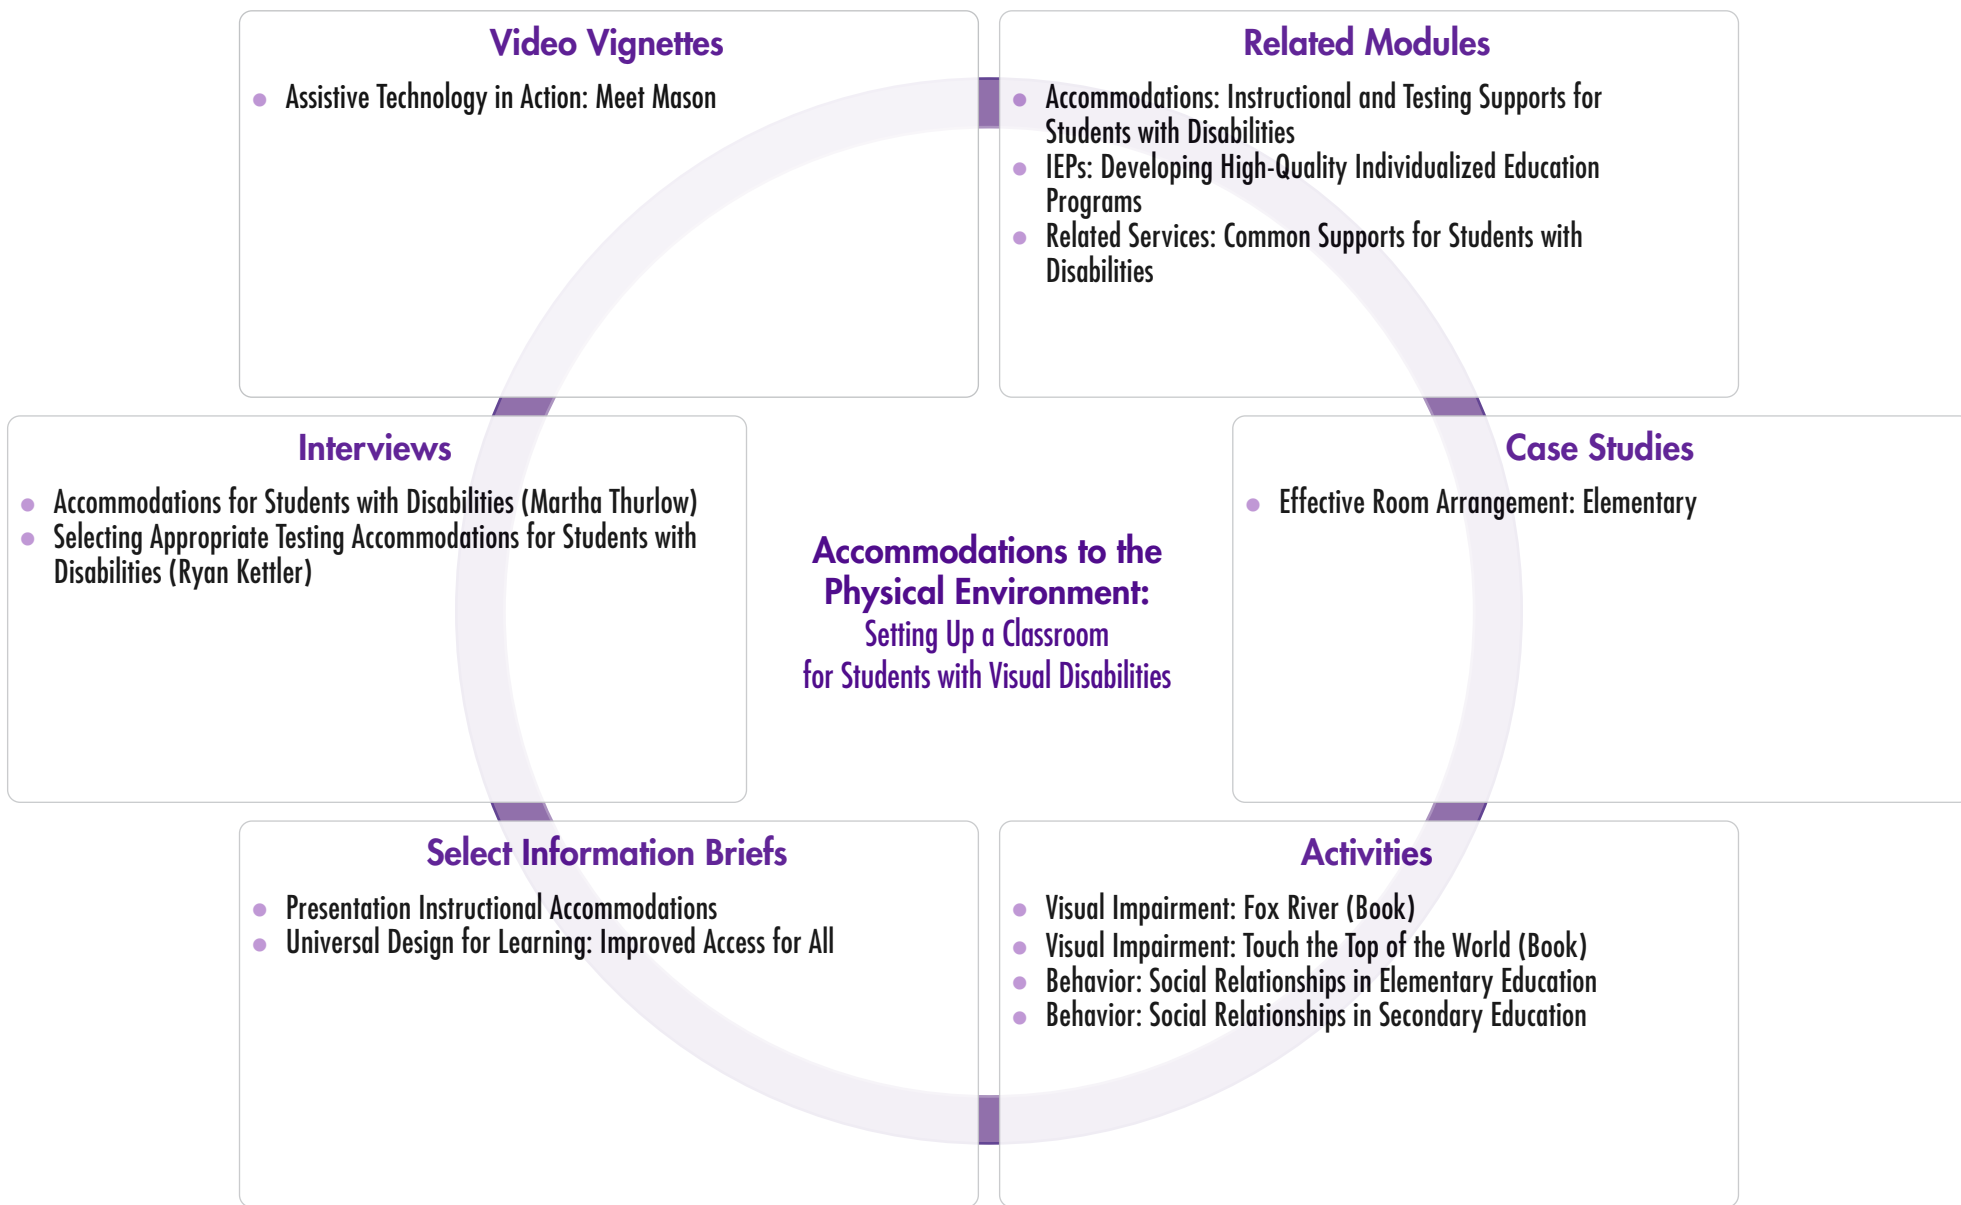 Video Vignettes
Assistive Technology in Action: Meet Mason
Related Modules
Accommodations: Instructional and Testing Supports for
Students with Disabilities
IEPs: Developing High-Quality Individualized Education
Programs
Related Services: Common Supports for Students with
Disabilities
Interviews
Accommodations for Students with Disabilities (Martha Thurlow)
Selecting Appropriate Testing Accommodations for Students with
Disabilities (Ryan Kettler)
Accommodations to the
Physical Environment:
Setting Up a Classroom
for Students with Visual Disabilities
Case Studies
Effective Room Arrangement: Elementary
Select Information Briefs
Presentation Instructional Accommodations
Universal Design for Learning: Improved Access for All
Activities
Visual Impairment: Fox River (Book)
Visual Impairment: Touch the Top of the World (Book)
Behavior: Social Relationships in Elementary Education
Behavior: Social Relationships in Secondary Education